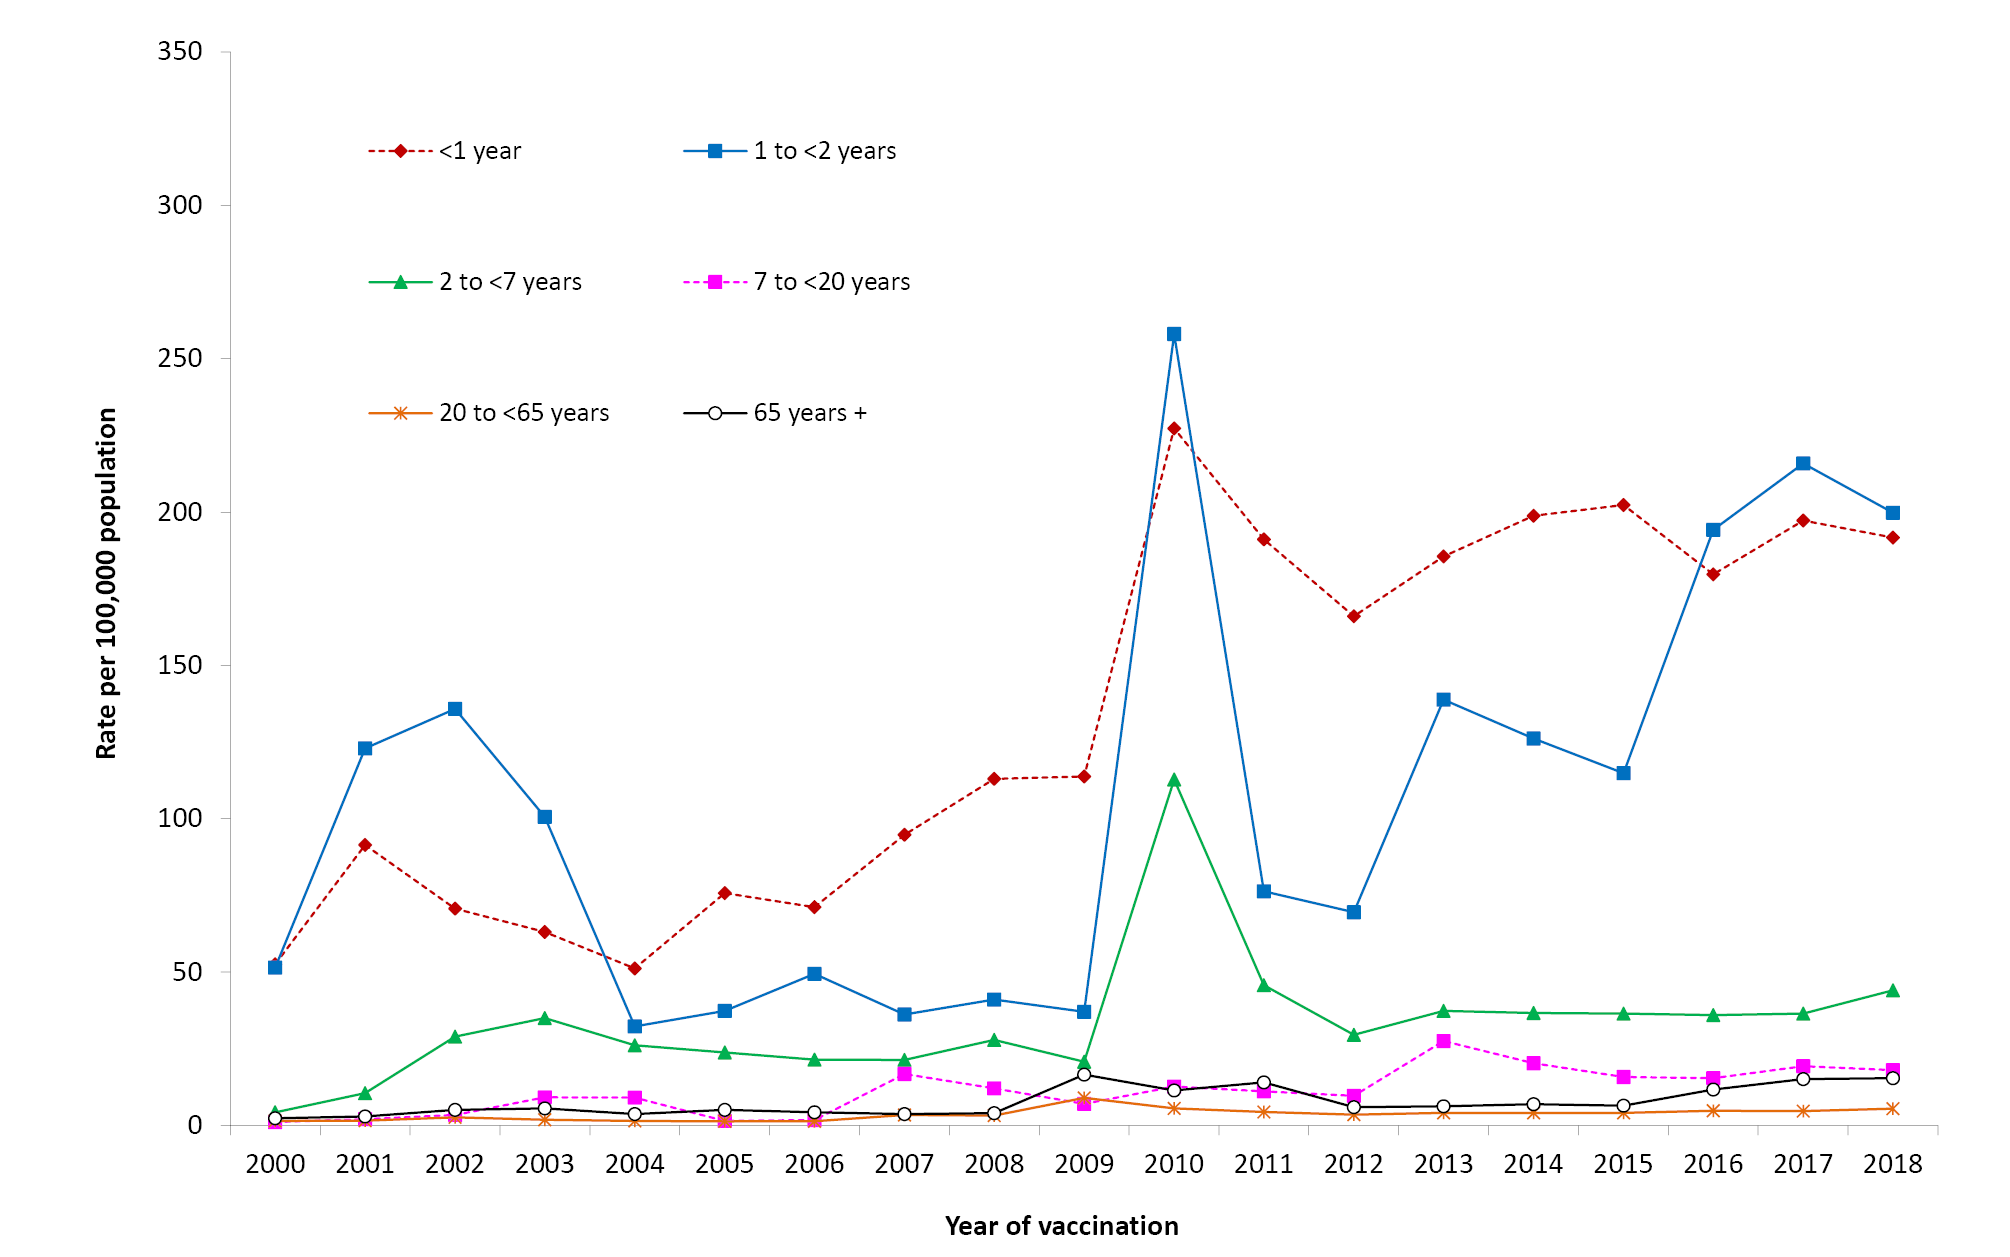 350
300
250
200
150
100
50
0
Rate per 100,000 population
<1 year
1 to <2 years
2 to <7 years
7 to <20 years
20 to <65 years
65 years +
2000 2001 2002 2003 2004 2005 2006 2007 2008 2009 2010 2011 2012 2013 2014 2015 2016 2017 2018
Year of vaccination